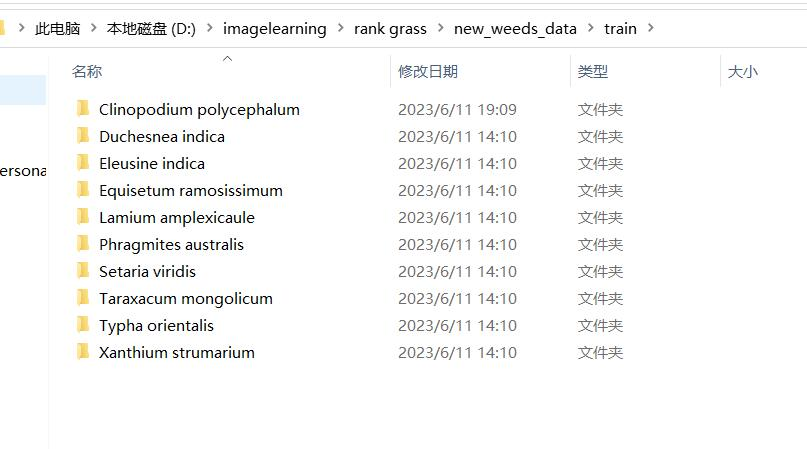 此电脑 > 本地磁盘 (D:) > imagelearning > rank grass > new_weeds_data > train >
名称 修改日期 类型 大小
Clinopodium polycephalum 2023/6/11 19:09 文件夹
Duchesnea indica 2023/6/11 14:10 文件夹
ersona
Eleusine indica 2023/6/11 14:10 文件夹
Equisetum ramosissimum 2023/6/11 14:10 文件夹
Lamium amplexicaule 2023/6/11 14:10 文件夹
Phragmites australis 2023/6/11 14:10 文件夹
Setaria viridis 2023/6/11 14:10 文件夹
Taraxacum mongolicum 2023/6/11 14:10 文件夹
Typha orientalis 2023/6/11 14:10 文件夹
Xanthium strumarium 2023/6/11 14:10 文件夹